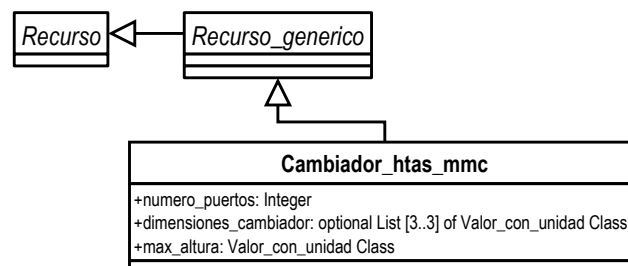 Recurso
Recurso_generico
Cambiador_htas_mmc
+numero_puertos: Integer
+dimensiones_cambiador: optional List [3..3] of Valor_con_unidad Class
+max_altura: Valor_con_unidad Class